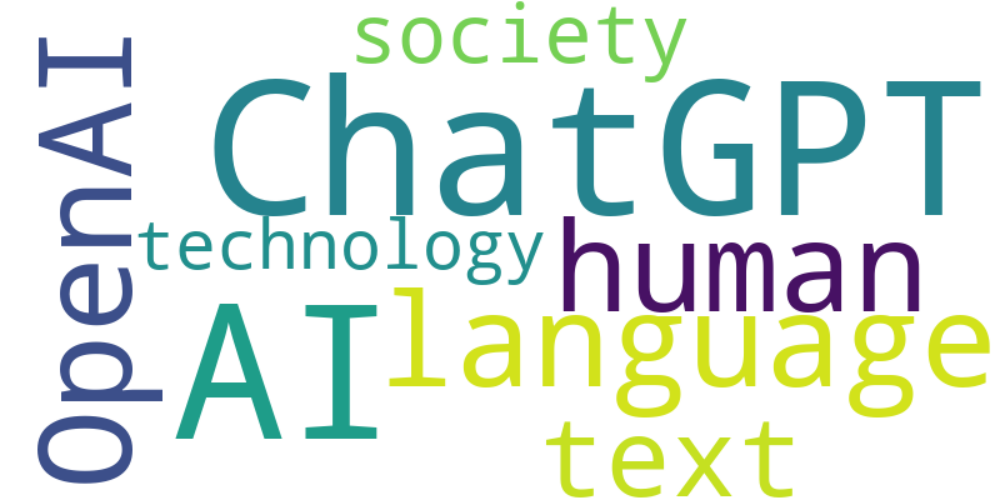 society
OpenAI
ChatGPT
technology
human
AI
language
text